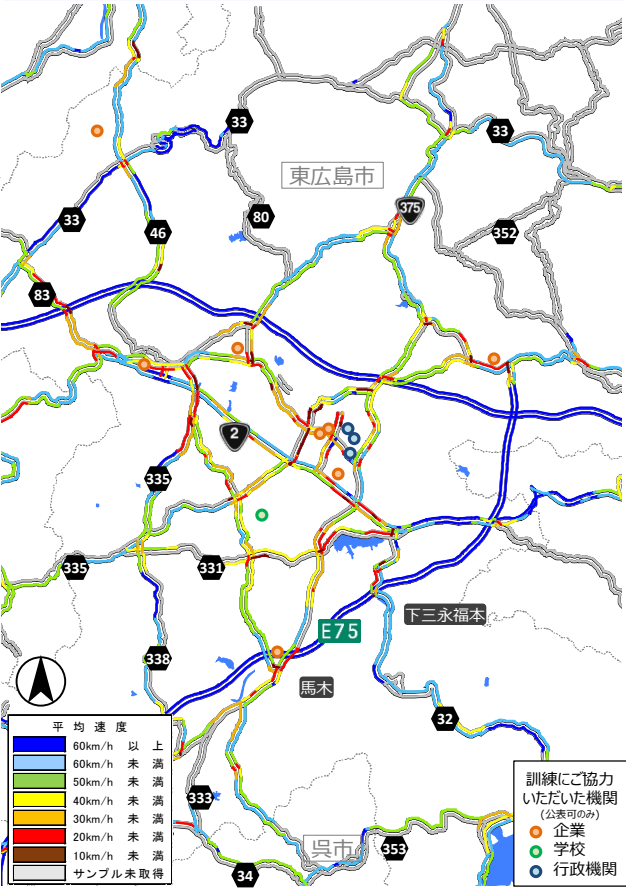 33
33
東広島市
375
33
46
80
352
83
2
335
335
331
下三永福本
E75
338
馬木
32
333
呉市
353
34
平均速度
60km/h 以上
60km/h 未満
50km/h 未満
40km/h 未満
30km/h 未満
20km/h 未満
10km/h 未満
サンプル未取得
訓練にご協力
いただいた機関
(公表可のみ)
企業
学校
行政機関